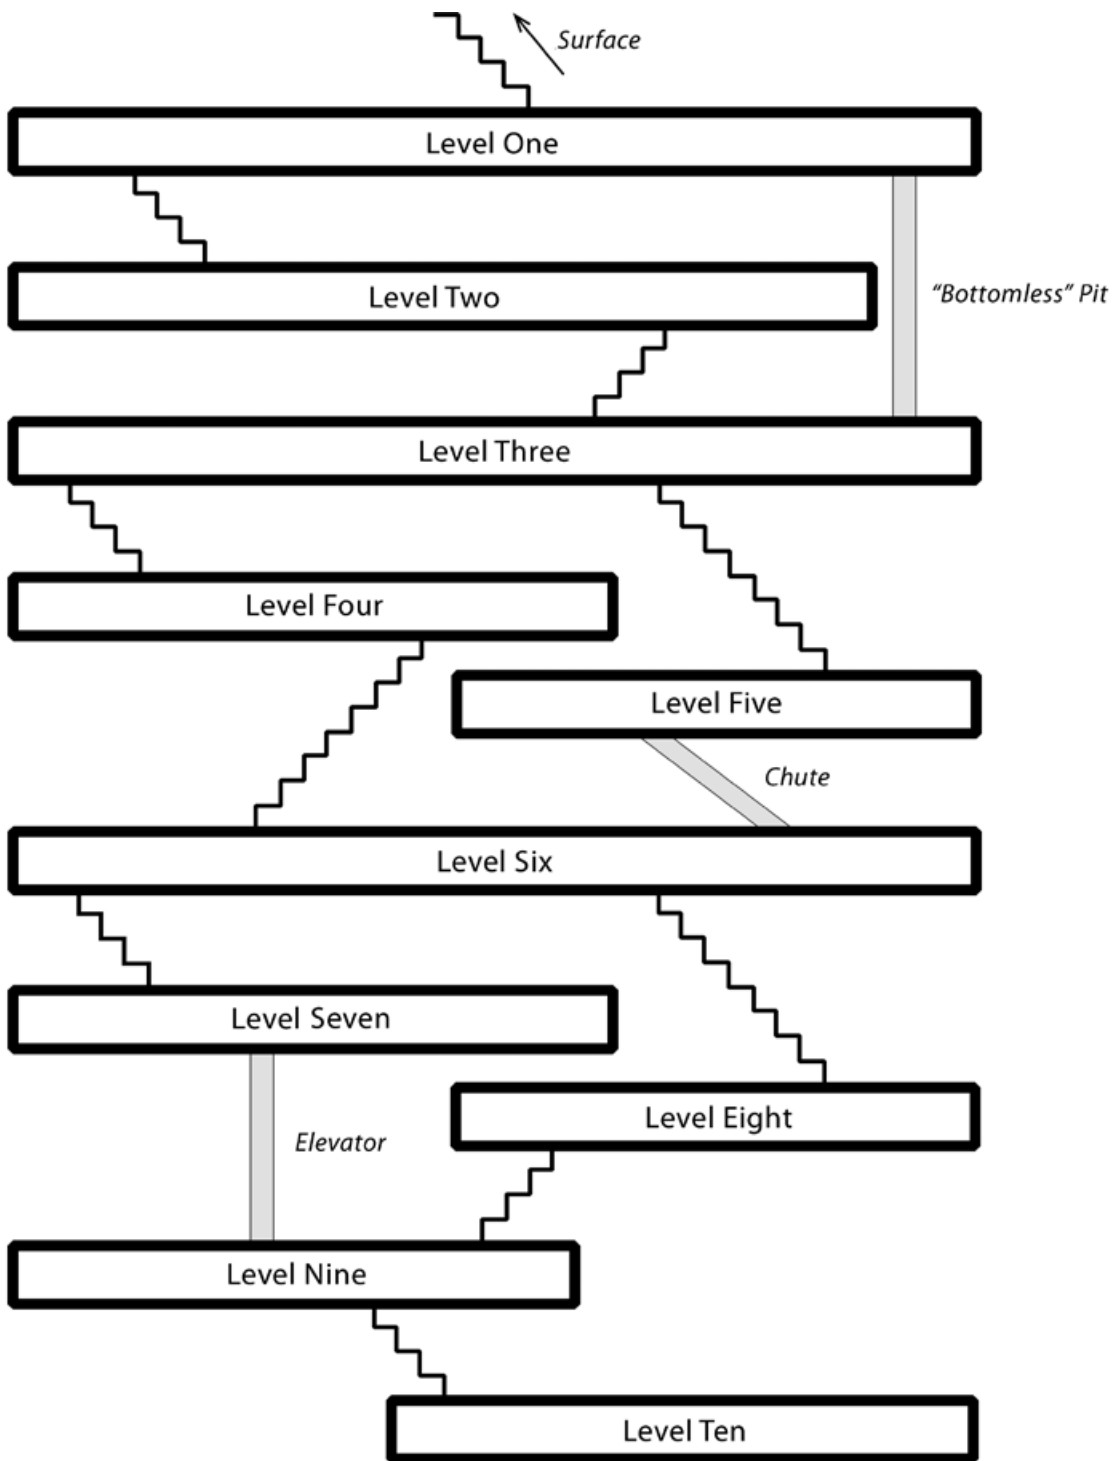 Surface
Level One
Level Two
“Bottomless” Pit
Level Three
Level Four
Level Five
Chute
Level Six
Level Seven
Level Eight
Elevator
Level Nine
Level Ten